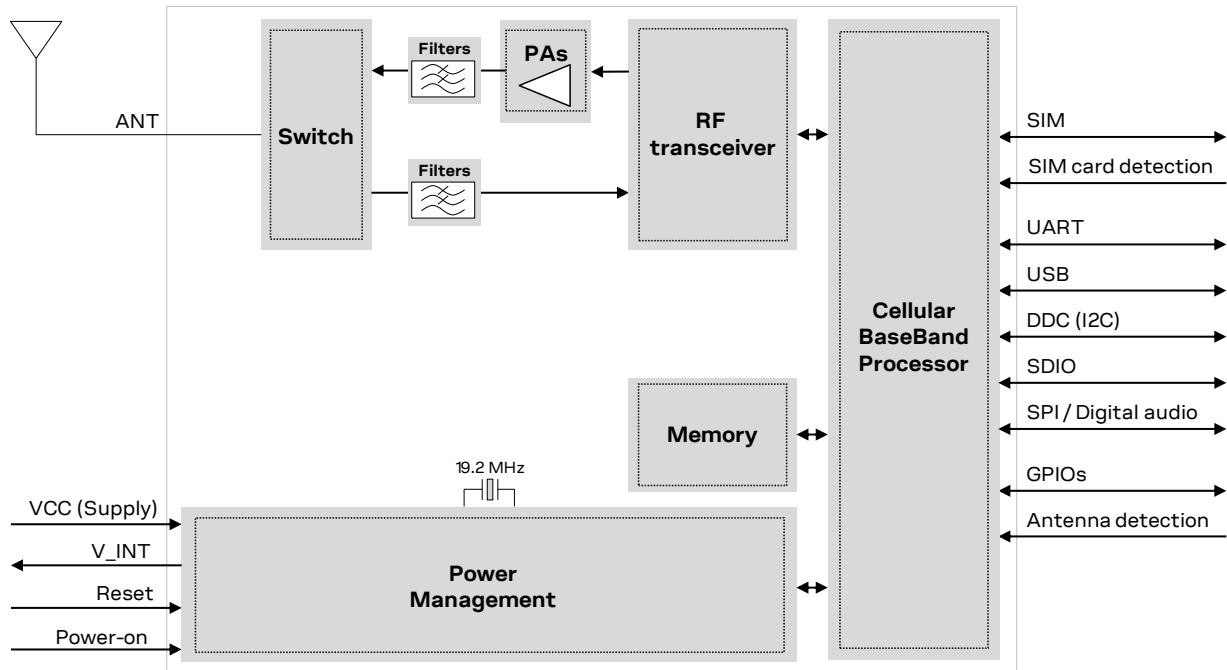 ANT
Switch
Filters
PAs
Filters
RF
transceiver
Cellular
BaseBand
Processor
Memory
19.2 MHz
Power
Management
VCC (Supply)
V_INT
Reset
Power-on
SIM
SIM card detection
UART
USB
DDC (I2C)
SDIO
SPI / Digital audio
GPIOs
Antenna detection